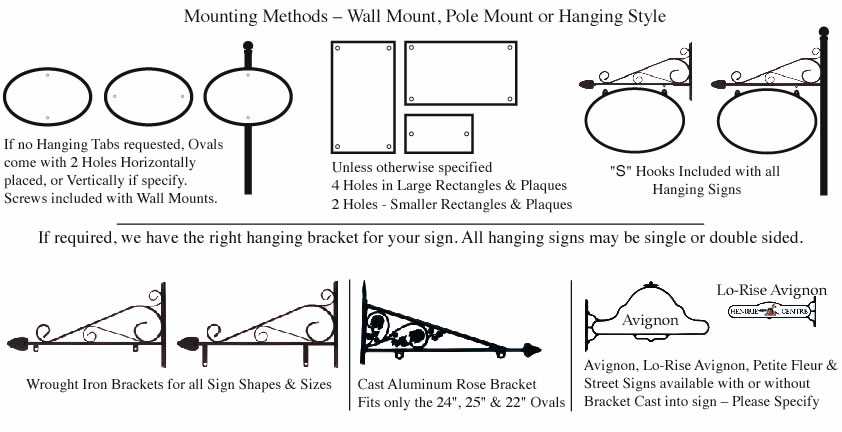 Mounting Methods – Wall Mount, Pole Mount or Hanging Style
If no Hanging Tabs requested, Ovals
come with 2 Holes Horizontally
placed, or Vertically if specify.
Screws included with Wall Mounts.
Unless otherwise specified
4 Holes in Large Rectangles & Plaques
2 Holes - Smaller Rectangles & Plaques
"S" Hooks Included with all
Hanging Signs
If required, we have the right hanging bracket for your sign. All hanging signs may be single or double sided.
Wrought Iron Brackets for all Sign Shapes & Sizes
Cast Aluminum Rose Bracket
Fits only the 24", 25" & 22" Ovals
Avignon
Lo-Rise Avignon
CENTRE
Avignon, Lo-Rise Avignon, Petite Fleur &
Street Signs available with or without
Bracket Cast into sign – Please Specify